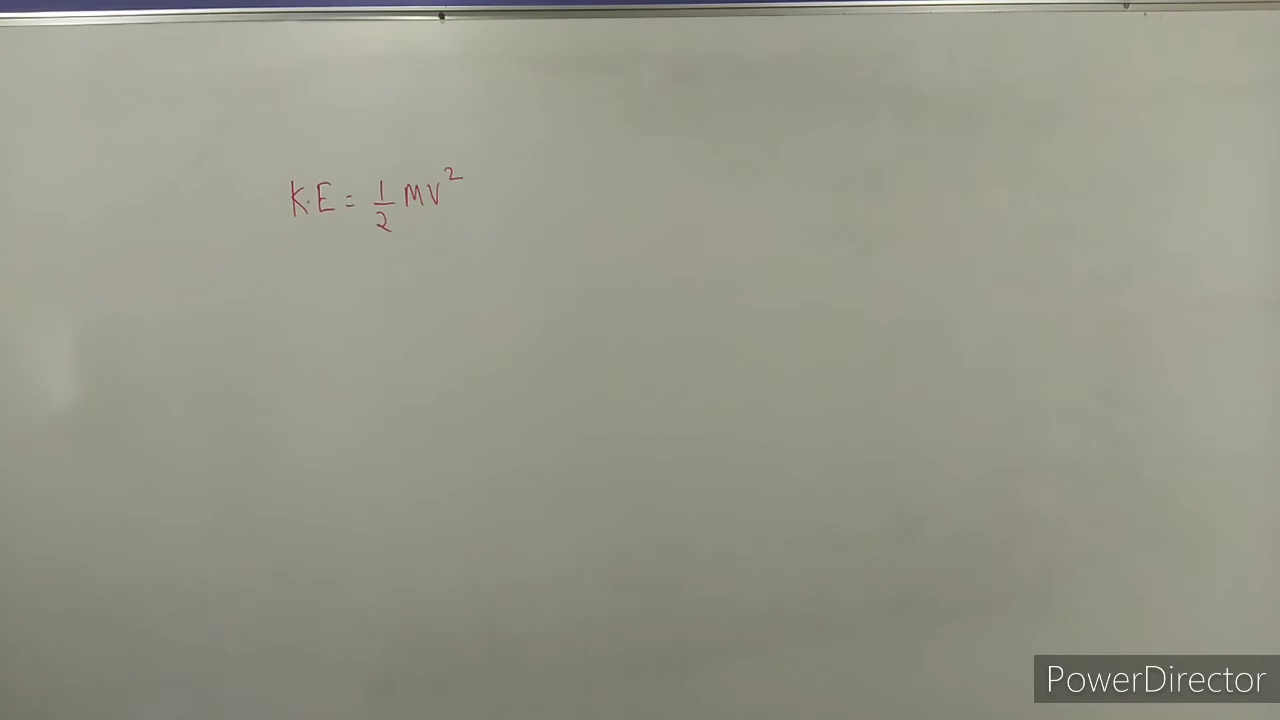 K.E = 1/2 MV²
PowerDirector